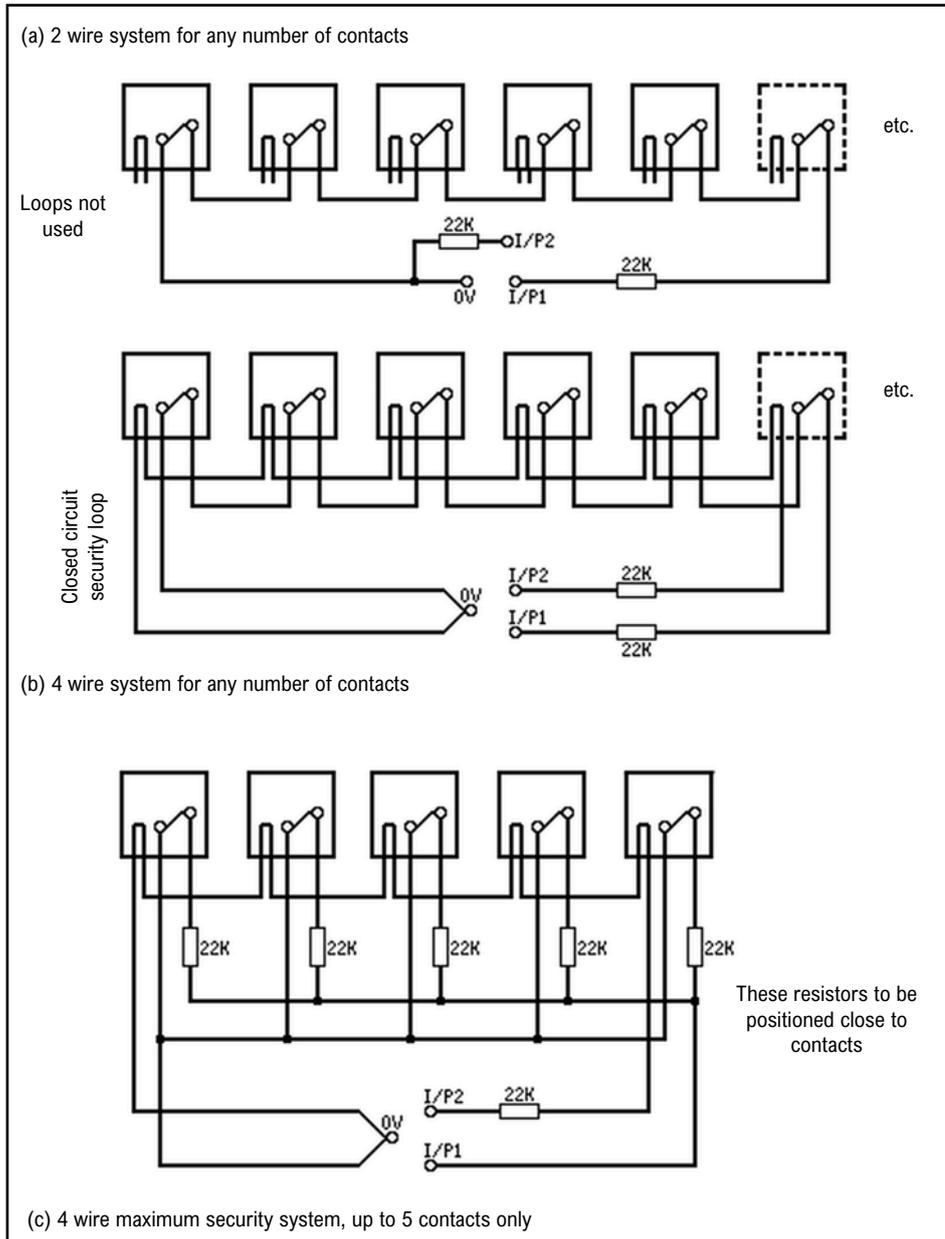 (a) 2 wire system for any number of contacts
etc.
Loops not
used
22K
I/P2
22K
0V
I/P1
etc.
Closed circuit
security loop
I/P2
22K
0V
I/P1
22K
(b) 4 wire system for any number of contacts
22K
22K
22K
22K
22K
These resistors to be
positioned close to
contacts
I/P2
22K
0V
I/P1
(c) 4 wire maximum security system, up to 5 contacts only